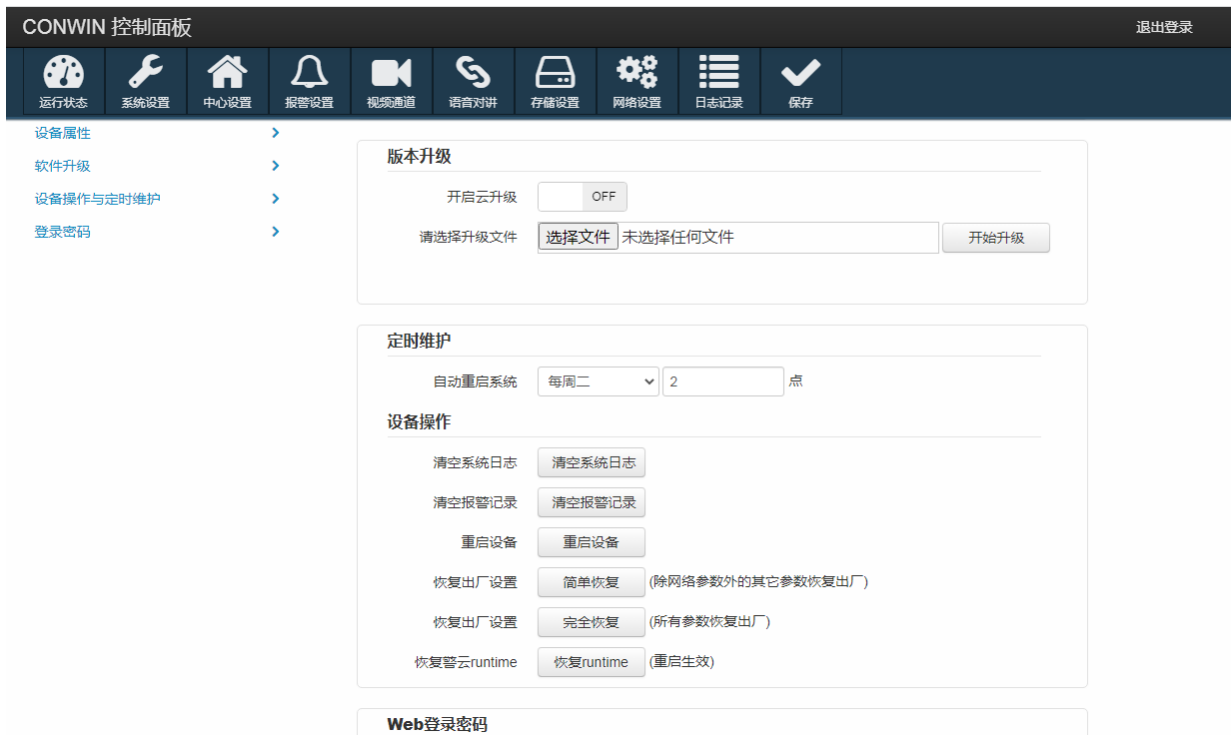 CONWIN 控制面板
退出登录
运行状态 系统设置 中心设置 报警设置 视频通道 语音对讲 存储设置 网络设置 日志记录 保存
设备属性
软件升级
设备操作与定时维护
登录密码
版本升级
开启云升级 OFF
请选择升级文件 选择文件 未选择任何文件 开始升级
定时维护
自动重启系统 每周二 2 点
设备操作
清空系统日志 清空系统日志
清空报警记录 清空报警记录
重启设备 重启设备
恢复出厂设置 简单恢复 (除网络参数外的其它参数恢复出厂)
恢复出厂设置 完全恢复 (所有参数恢复出厂)
恢复警云runtime 恢复runtime (重启生效)
Web登录密码